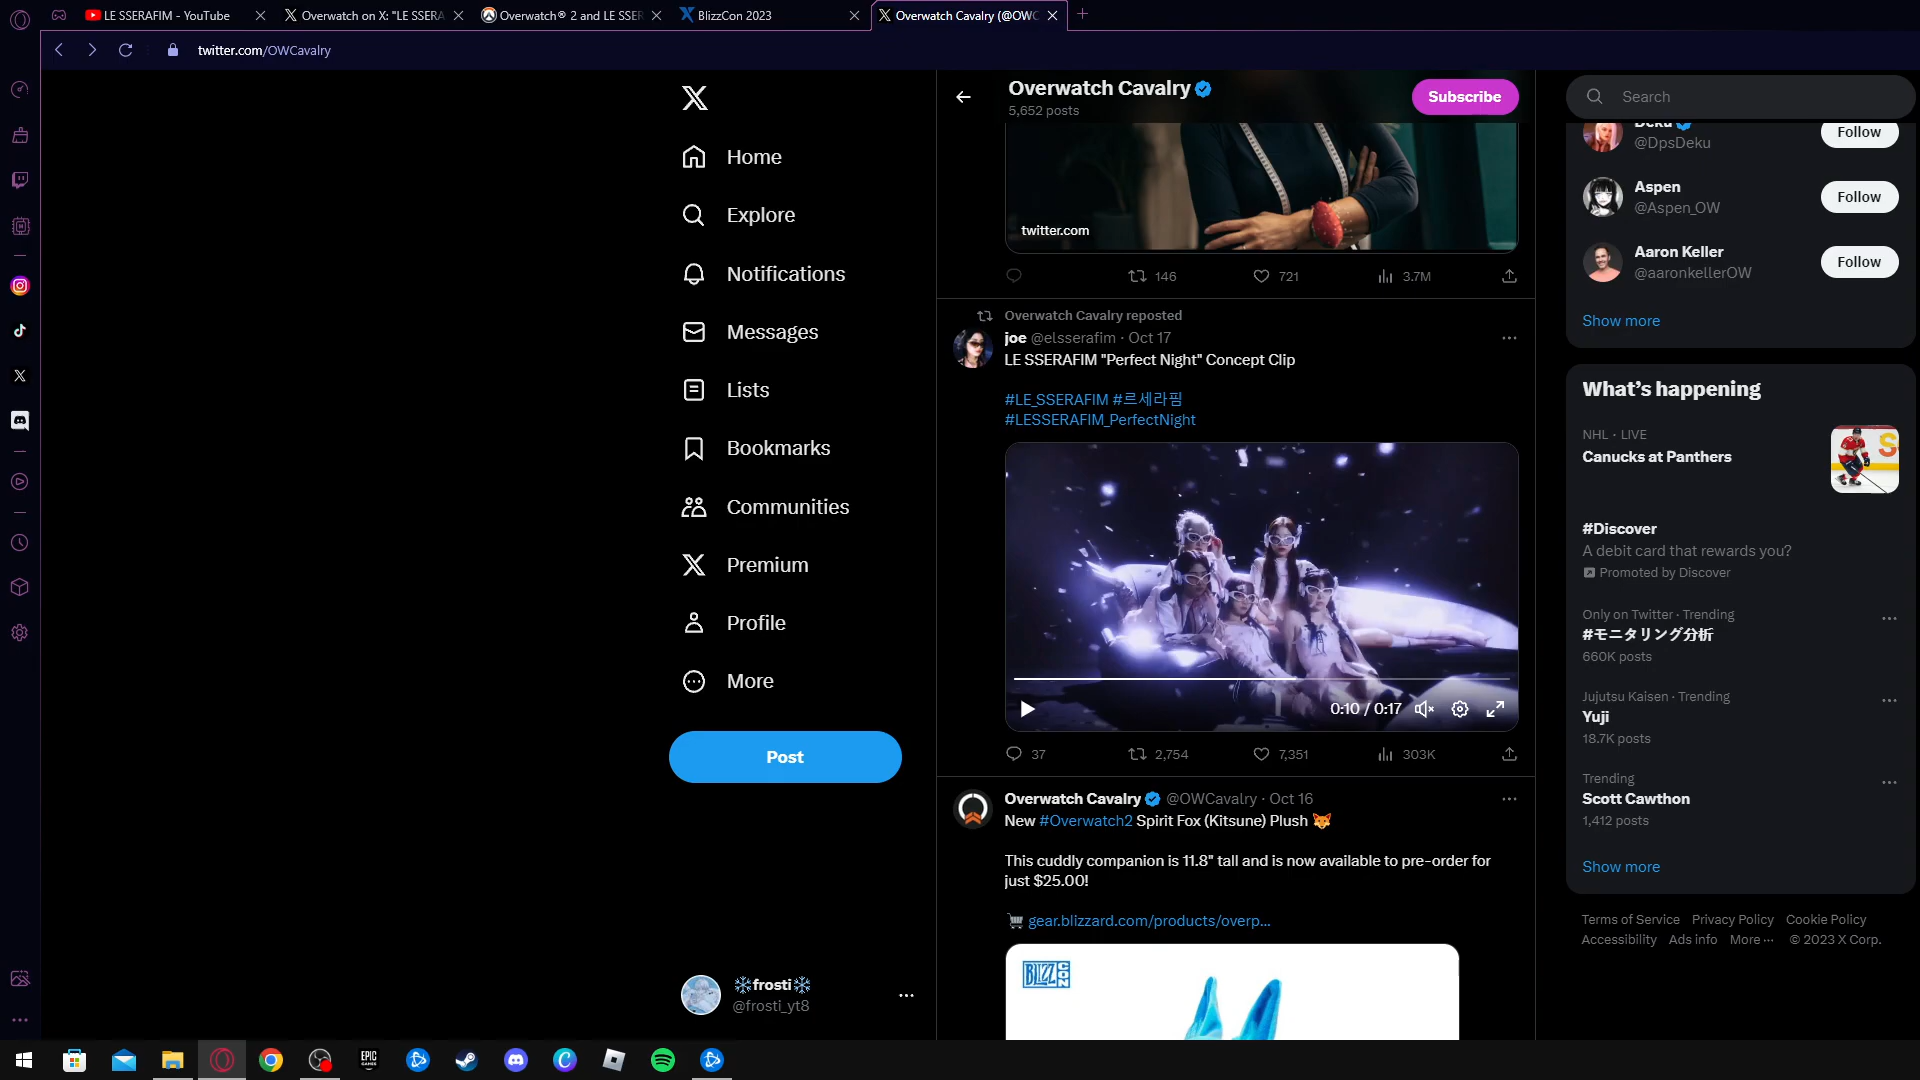 LE SSERAFIM - YouTube
Overwatch on X: "LE SSERA
Overwatch® 2 and LE SSER
BlizzCon 2023
Overwatch Cavalry (@OWC
twitter.com/OWCavalry
Home
Explore
Notifications
Messages
Lists
Bookmarks
Communities
Premium
Profile
More
Post
❄frosti❄
@frosti_yt8
Overwatch Cavalry
5,652 posts
Subscribe
twitter.com
146
721
3.7M
Overwatch Cavalry reposted
joe @elsserafim · Oct 17
LE SSERAFIM "Perfect Night" Concept Clip
#LE_SSERAFIM #르세라핌
#LESSERAFIM_PerfectNight
0:10 / 0:17
37
2,754
7,351
303K
Overwatch Cavalry @OWCavalry · Oct 16
New #Overwatch2 Spirit Fox (Kitsune) Plush 🦊
This cuddly companion is 11.8" tall and is now available to pre-order for
just $25.00!
🛒 gear.blizzard.com/products/overp...
BLIZZCON
Search
Deku
@DpsDeku
Follow
Aspen
@Aspen_OW
Follow
Aaron Keller
@aaronkellerOW
Follow
Show more
What's happening
NHL · LIVE
Canucks at Panthers
#Discover
A debit card that rewards you?
Promoted by Discover
Only on Twitter · Trending
#モニタリング分析
660K posts
Jujutsu Kaisen · Trending
Yuji
18.7K posts
Trending
Scott Cawthon
1,412 posts
Show more
Terms of Service Privacy Policy Cookie Policy
Accessibility Ads info More ··· © 2023 X Corp.
EPIC
GAMES